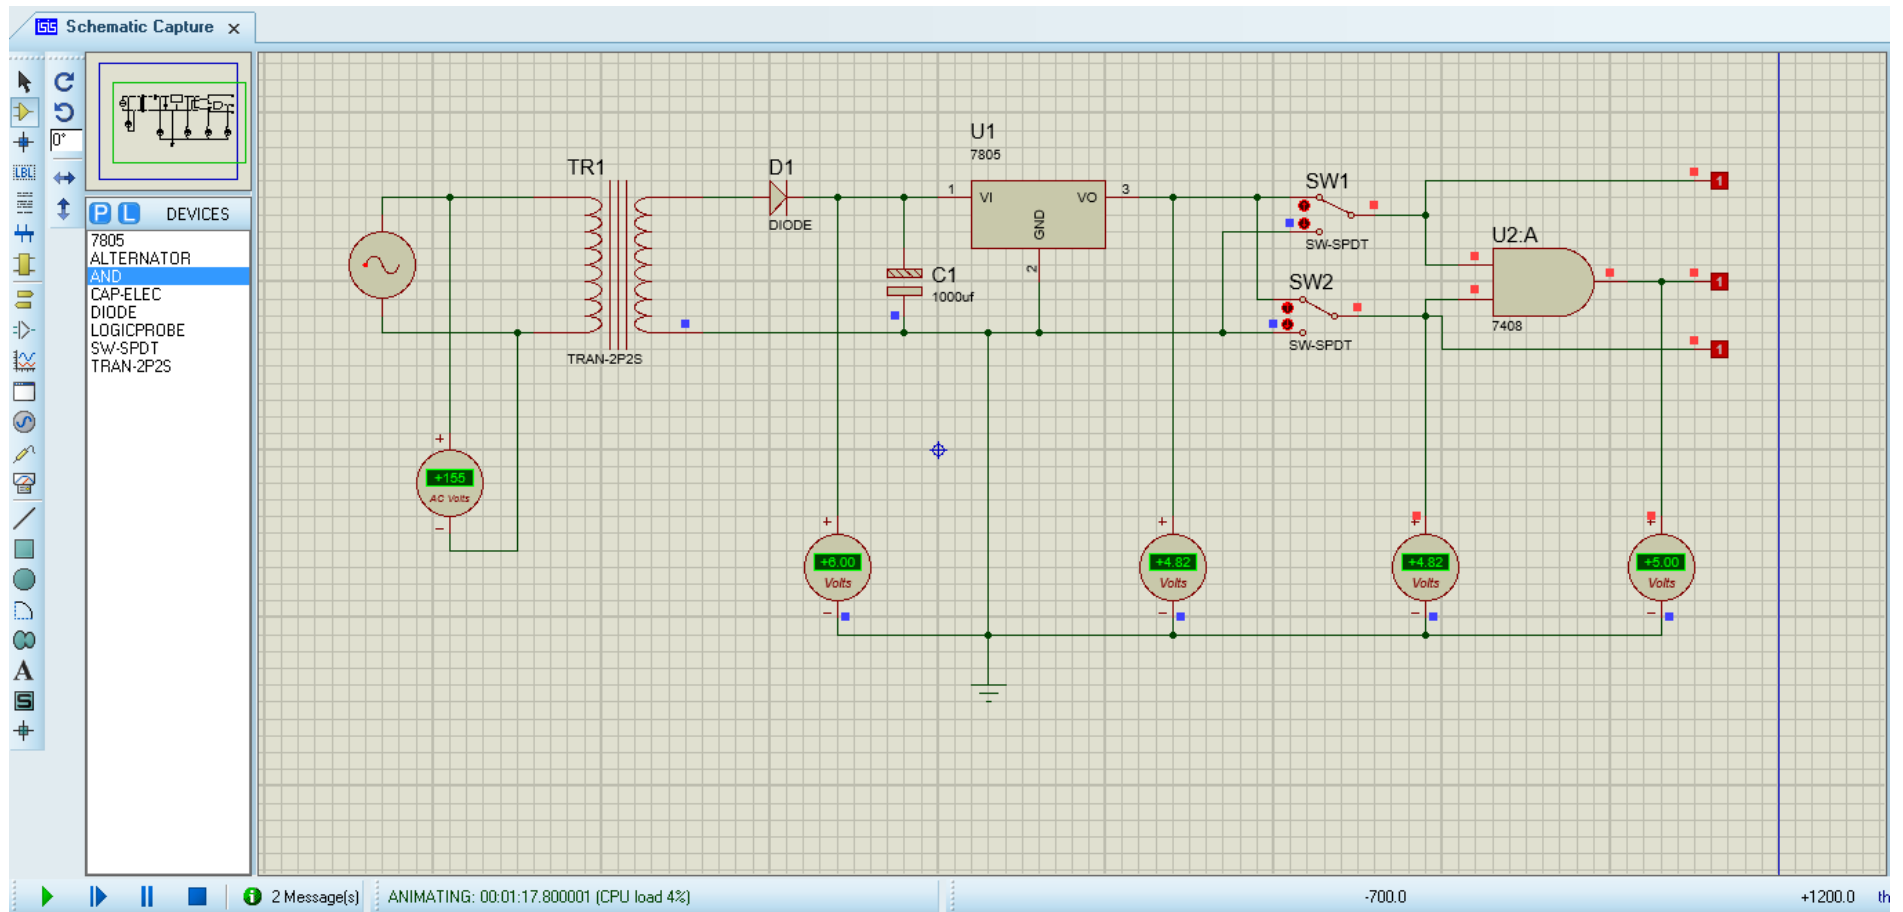 isis Schematic Capture x
0°
LBL
P L DEVICES
7805
ALTERNATOR
AND
CAP-ELEC
DIODE
LOGICPROBE
SW-SPDT
TRAN-2P2S
A
S
TR1
TRAN-2P2S
D1
DIODE
C1
1000uf
U1
7805
1
VI
VO
3
GND
2
SW1
SW-SPDT
SW2
SW-SPDT
U2:A
7408
1
1
1
+
+155
AC Volts
−
+
+6.00
Volts
−
+
+4.82
Volts
−
+
+4.82
Volts
−
+
+5.00
Volts
−
2 Message(s)
ANIMATING: 00:01:17.800001 (CPU load 4%)
-700.0
+1200.0
th